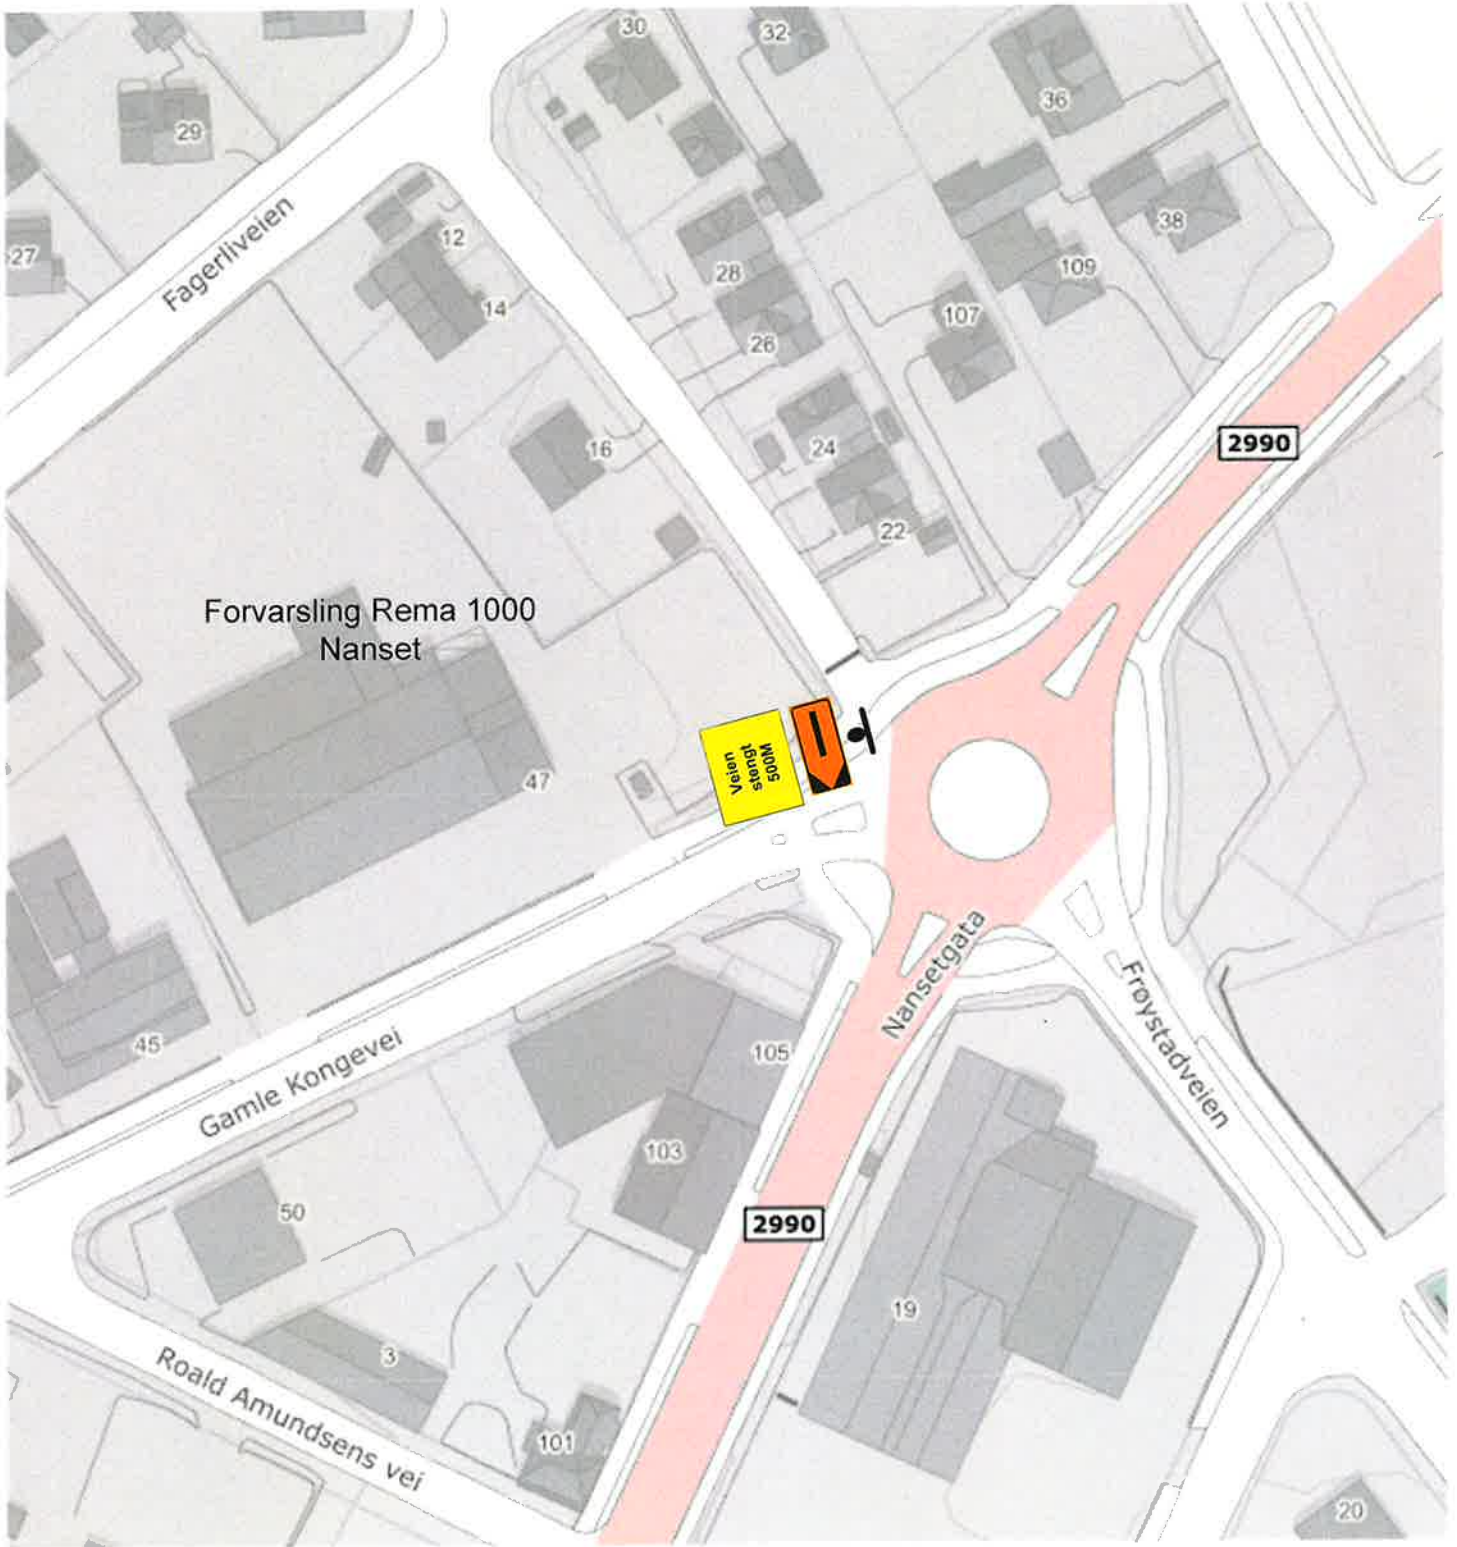 30
32
36
29
38
12
27
Fagerliveien
28
109
14
107
26
2990
24
16
22
Forvarsling Rema 1000
Nanset
Veien
stengt
500M
47
Nansetgata
Frøystadveien
45
Gamle Kongevei
105
103
50
2990
19
3
Roald Amundsens vei
101
20